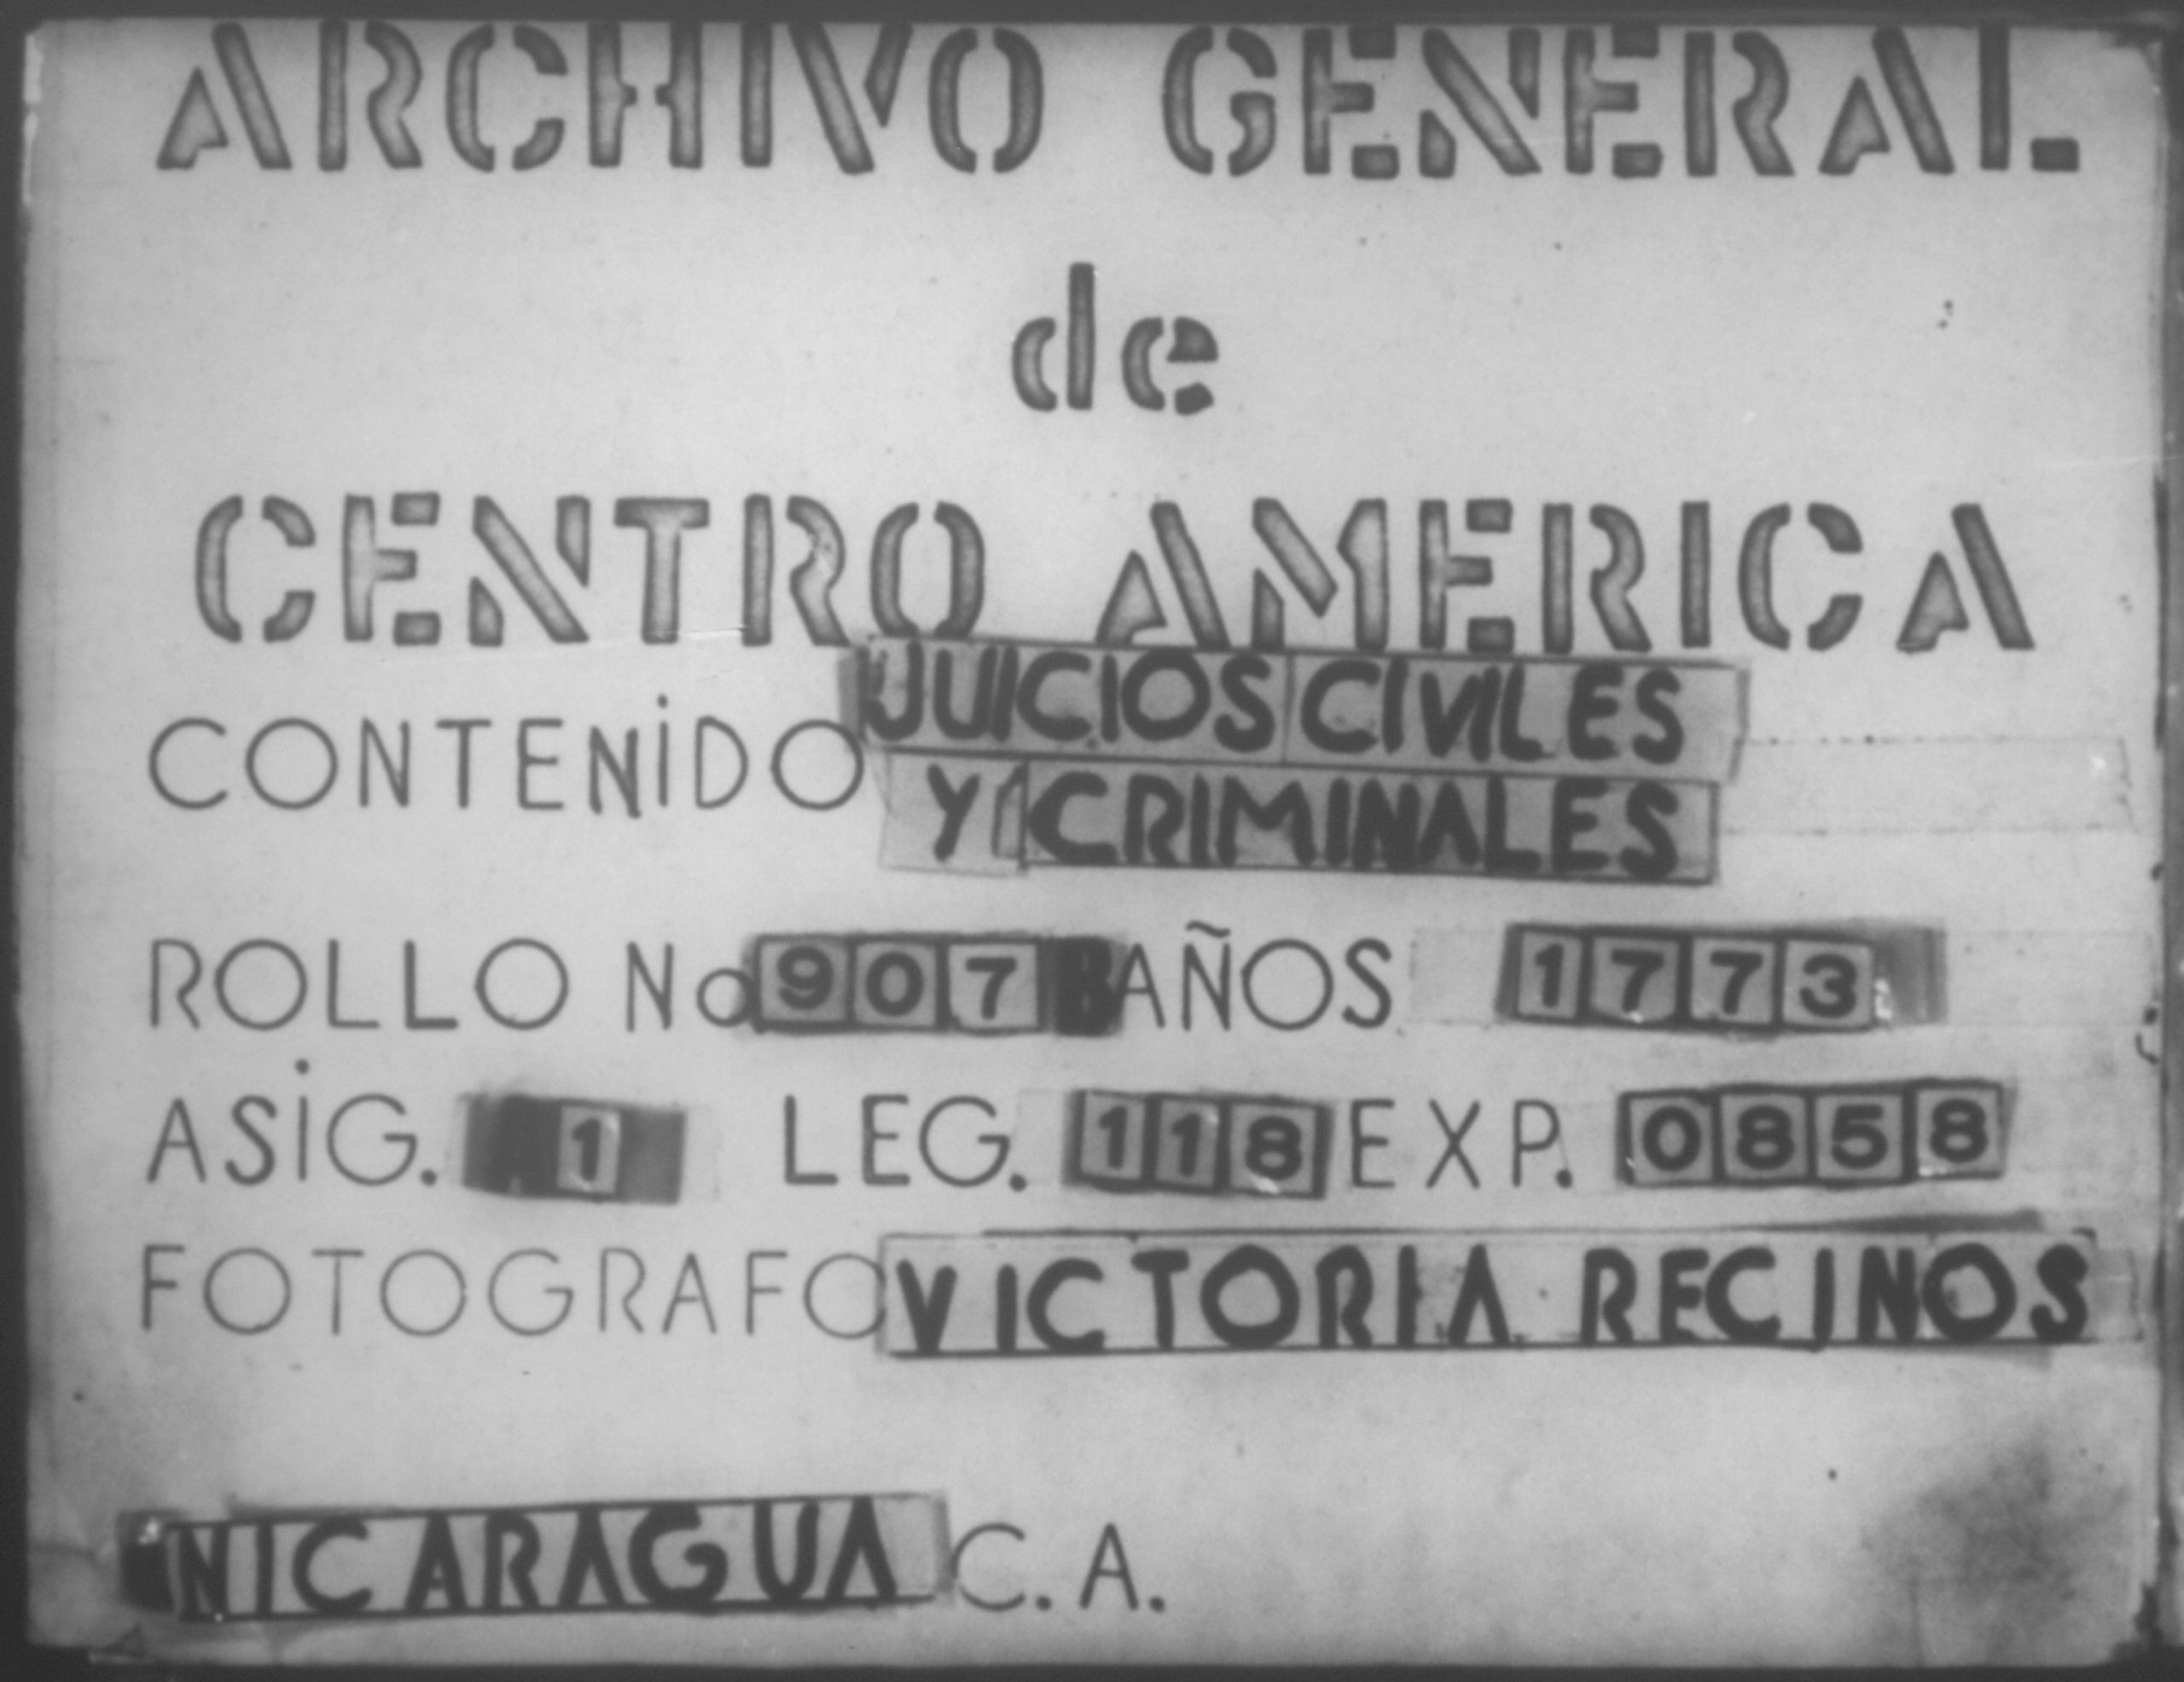 ARCHIVO GENERAL
de
CENTRO AMERICA
CONTENIDO JUICIOS CIVILES
Y CRIMINALES
ROLLO No 907 B AÑOS 1773
ASIG. 1 LEG. 118 EXP. 0858
FOTOGRAFO VICTORIA RECINOS
NICARAGUA C.A.